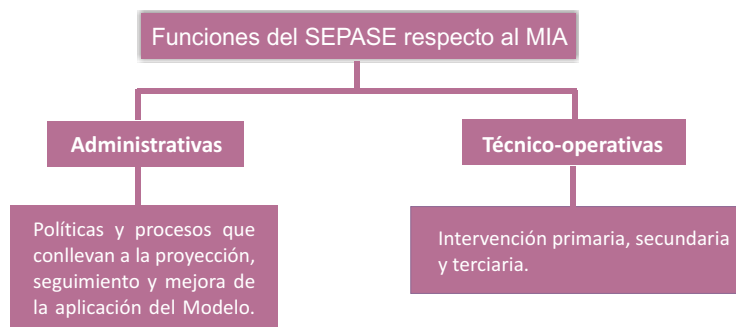 Funciones del SEPASE respecto al MIA
Administrativas
Técnico-operativas
Políticas y procesos que
conllevan a la proyección,
seguimiento y mejora de
la aplicación del Modelo.
Intervención primaria, secundaria
y terciaria.